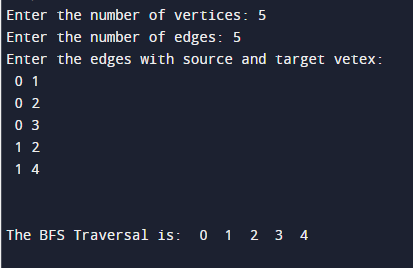 Enter the number of vertices: 5
Enter the number of edges: 5
Enter the edges with source and target vetex:
0 1
0 2
0 3
1 2
1 4
The BFS Traversal is:  0  1  2  3  4